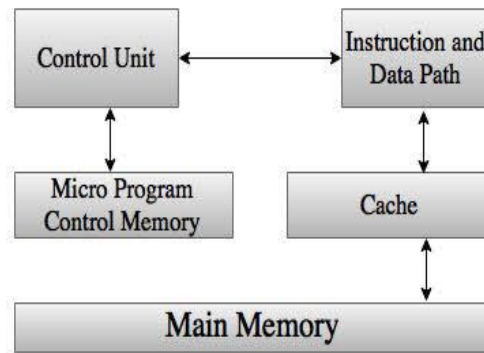 Control Unit
Instruction and
Data Path
Micro Program
Control Memory
Cache
Main Memory